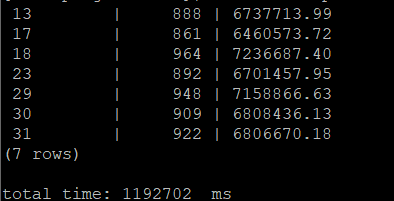 13 | 888 | 6737713.99
17 | 861 | 6460573.72
18 | 964 | 7236687.40
23 | 892 | 6701457.95
29 | 948 | 7158866.63
30 | 909 | 6808436.13
31 | 922 | 6806670.18
(7 rows)
total time: 1192702 ms